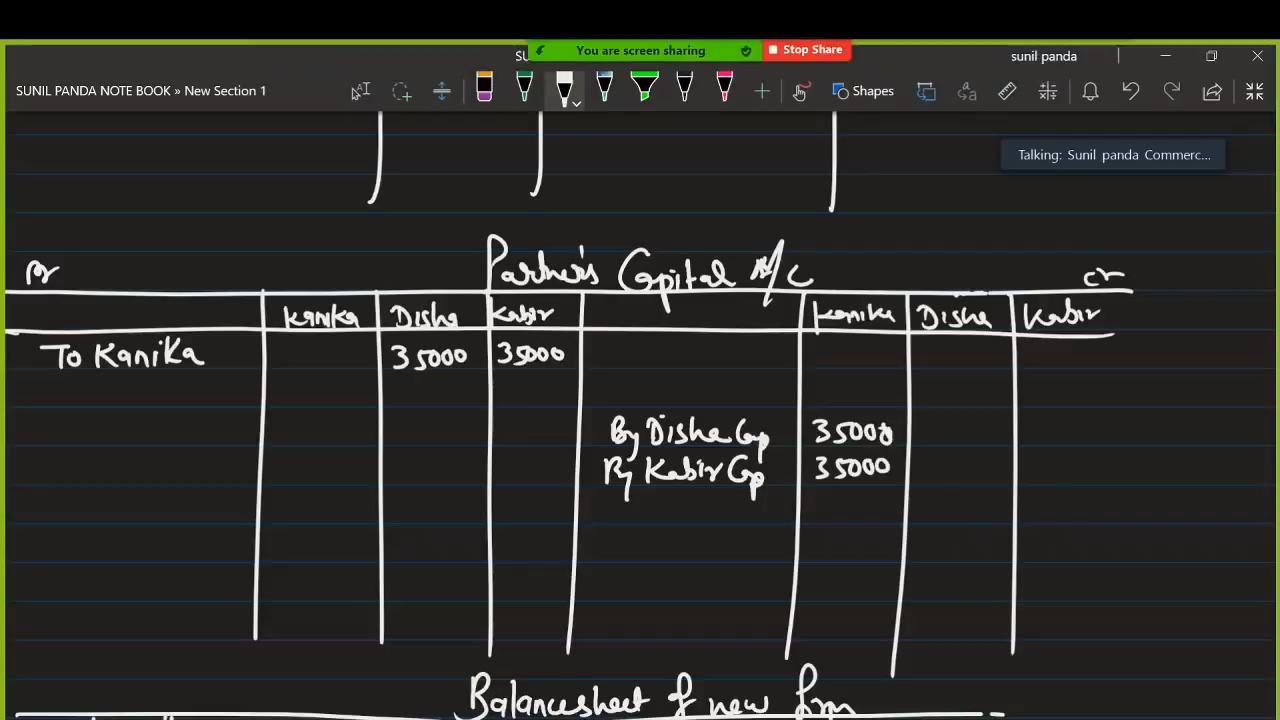 SU
You are screen sharing
Stop Share
sunil panda
SUNIL PANDA NOTE BOOK » New Section 1
Shapes
Talking: Sunil panda Commerc...
Dr Partner's Capital A/C cr
Kanika Disha Kabir Kanika Disha Kabir
To Kanika 35000 35000
By Disha Cap 35000
By Kabir Cap 35000
Balancesheet of new firm